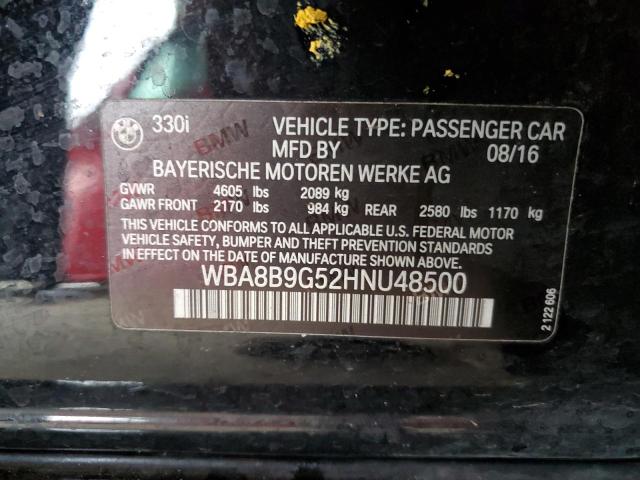 BMW 330i VEHICLE TYPE: PASSENGER CAR
MFD BY 08/16
BAYERISCHE MOTOREN WERKE AG
GVWR 4605 lbs 2089 kg
GAWR FRONT 2170 lbs 984 kg REAR 2580 lbs 1170 kg
THIS VEHICLE CONFORMS TO ALL APPLICABLE U.S. FEDERAL MOTOR
VEHICLE SAFETY, BUMPER AND THEFT PREVENTION STANDARDS
IN EFFECT ON THE DATE OF MANUFACTURE SHOWN ABOVE.
WBA8B9G52HNU48500
2 122 606